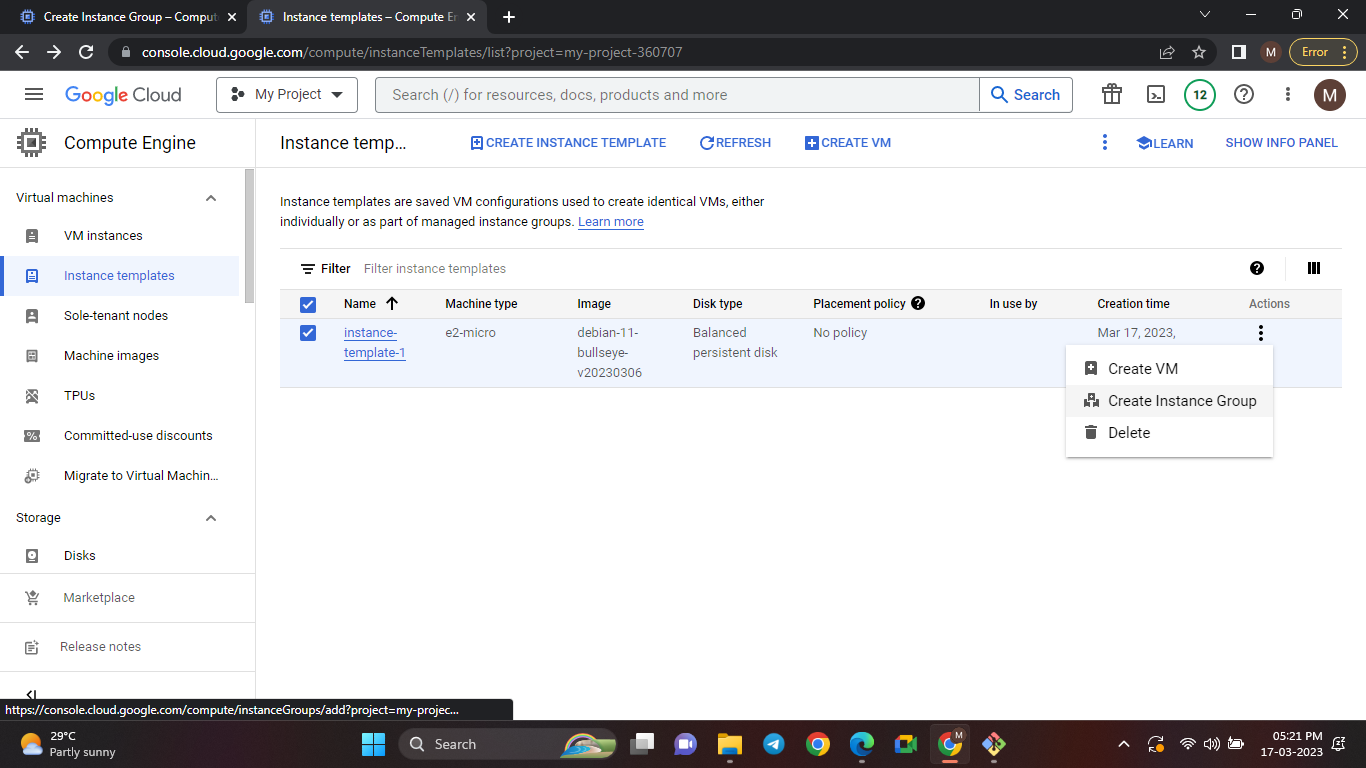 Create Instance Group – Comput
Instance templates – Compute En
console.cloud.google.com/compute/instanceTemplates/list?project=my-project-360707
M
Error
Google Cloud
My Project
Search (/) for resources, docs, products and more
Search
12
M
Compute Engine
Instance temp...
CREATE INSTANCE TEMPLATE
REFRESH
CREATE VM
LEARN
SHOW INFO PANEL
Virtual machines
VM instances
Instance templates
Sole-tenant nodes
Machine images
TPUs
Committed-use discounts
Migrate to Virtual Machin...
Storage
Disks
Marketplace
Release notes
Instance templates are saved VM configurations used to create identical VMs, either
individually or as part of managed instance groups. Learn more
Filter Filter instance templates
Name Machine type Image Disk type Placement policy In use by Creation time Actions
instance-
template-1
e2-micro
debian-11-
bullseye-
v20230306
Balanced
persistent disk
No policy
Mar 17, 2023,
Create VM
Create Instance Group
Delete
https://console.cloud.google.com/compute/instanceGroups/add?project=my-projec...
29°C
Partly sunny
Search
M
05:21 PM
17-03-2023